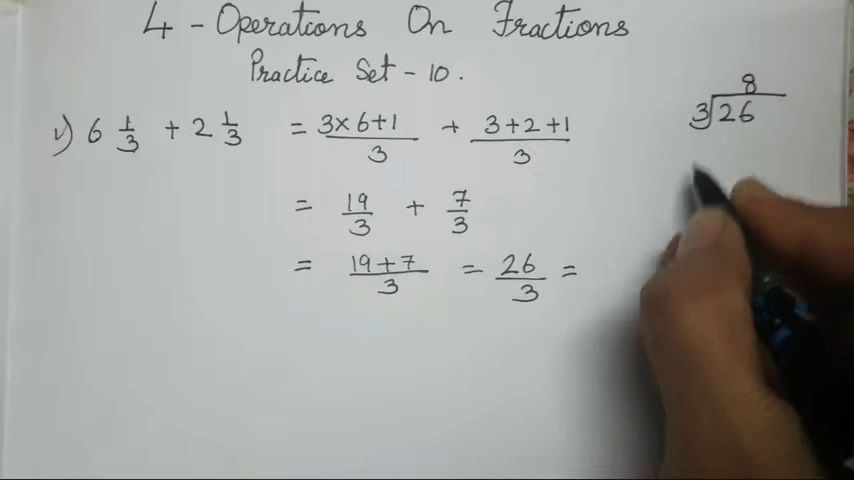 4 - Operations On Fractions
Practice Set - 10.
v) 6 1/3 + 2 1/3 = 3×6+1/3 + 3+2+1/3
= 19/3 + 7/3
= 19+7/3 = 26/3 =
8
3)26